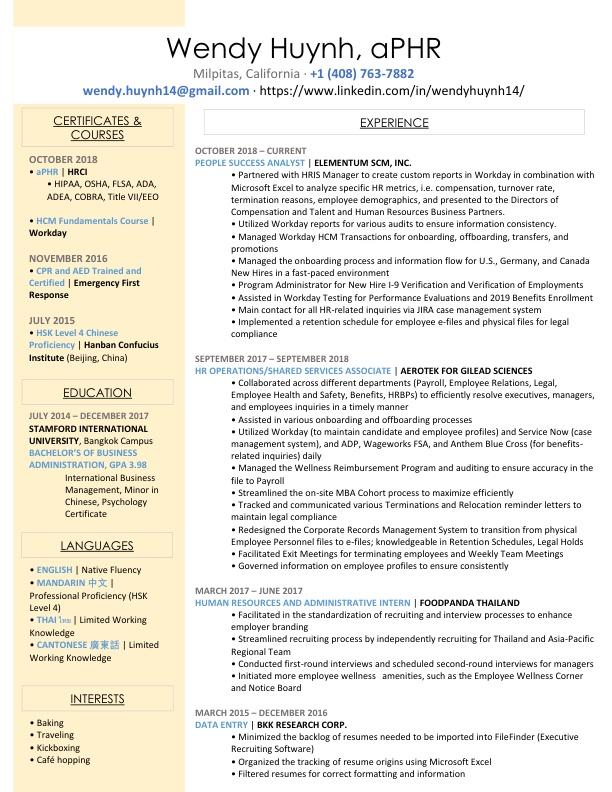 Wendy Huynh, aPHR
Milpitas, California · +1 (408) 763-7882
wendy.huynh14@gmail.com · https://www.linkedin.com/in/wendyhuynh14/
CERTIFICATES &
COURSES
OCTOBER 2018
• aPHR | HRCI
• HIPAA, OSHA, FLSA, ADA,
ADEA, COBRA, Title VII/EEO
• HCM Fundamentals Course |
Workday
NOVEMBER 2016
• CPR and AED Trained and
Certified | Emergency First
Response
JULY 2015
• HSK Level 4 Chinese
Proficiency | Hanban Confucius
Institute (Beijing, China)
EDUCATION
JULY 2014 – DECEMBER 2017
STAMFORD INTERNATIONAL
UNIVERSITY, Bangkok Campus
BACHELOR'S OF BUSINESS
ADMINISTRATION, GPA 3.98
International Business
Management, Minor in
Chinese, Psychology
Certificate
LANGUAGES
• ENGLISH | Native Fluency
• MANDARIN 中文 |
Professional Proficiency (HSK
Level 4)
• THAI ไทย | Limited Working
Knowledge
• CANTONESE 廣東話 | Limited
Working Knowledge
INTERESTS
• Baking
• Traveling
• Kickboxing
• Café hopping
EXPERIENCE
OCTOBER 2018 – CURRENT
PEOPLE SUCCESS ANALYST | ELEMENTUM SCM, INC.
• Partnered with HRIS Manager to create custom reports in Workday in combination with
Microsoft Excel to analyze specific HR metrics, i.e. compensation, turnover rate,
termination reasons, employee demographics, and presented to the Directors of
Compensation and Talent and Human Resources Business Partners.
• Utilized Workday reports for various audits to ensure information consistency.
• Managed Workday HCM Transactions for onboarding, offboarding, transfers, and
promotions
• Managed the onboarding process and information flow for U.S., Germany, and Canada
New Hires in a fast-paced environment
• Program Administrator for New Hire I-9 Verification and Verification of Employments
• Assisted in Workday Testing for Performance Evaluations and 2019 Benefits Enrollment
• Main contact for all HR-related inquiries via JIRA case management system
• Implemented a retention schedule for employee e-files and physical files for legal
compliance
SEPTEMBER 2017 – SEPTEMBER 2018
HR OPERATIONS/SHARED SERVICES ASSOCIATE | AEROTEK FOR GILEAD SCIENCES
• Collaborated across different departments (Payroll, Employee Relations, Legal,
Employee Health and Safety, Benefits, HRBPs) to efficiently resolve executives, managers,
and employees inquiries in a timely manner
• Assisted in various onboarding and offboarding processes
• Utilized Workday (to maintain candidate and employee profiles) and Service Now (case
management system), and ADP, Wageworks FSA, and Anthem Blue Cross (for benefits-
related inquiries) daily
• Managed the Wellness Reimbursement Program and auditing to ensure accuracy in the
file to Payroll
• Streamlined the on-site MBA Cohort process to maximize efficiently
• Tracked and communicated various Terminations and Relocation reminder letters to
maintain legal compliance
• Redesigned the Corporate Records Management System to transition from physical
Employee Personnel files to e-files; knowledgeable in Retention Schedules, Legal Holds
• Facilitated Exit Meetings for terminating employees and Weekly Team Meetings
• Governed information on employee profiles to ensure consistently
MARCH 2017 – JUNE 2017
HUMAN RESOURCES AND ADMINISTRATIVE INTERN | FOODPANDA THAILAND
• Facilitated in the standardization of recruiting and interview processes to enhance
employer branding
• Streamlined recruiting process by independently recruiting for Thailand and Asia-Pacific
Regional Team
• Conducted first-round interviews and scheduled second-round interviews for managers
• Initiated more employee wellness amenities, such as the Employee Wellness Corner
and Notice Board
MARCH 2015 – DECEMBER 2016
DATA ENTRY | BKK RESEARCH CORP.
• Minimized the backlog of resumes needed to be imported into FileFinder (Executive
Recruiting Software)
• Organized the tracking of resume origins using Microsoft Excel
• Filtered resumes for correct formatting and information